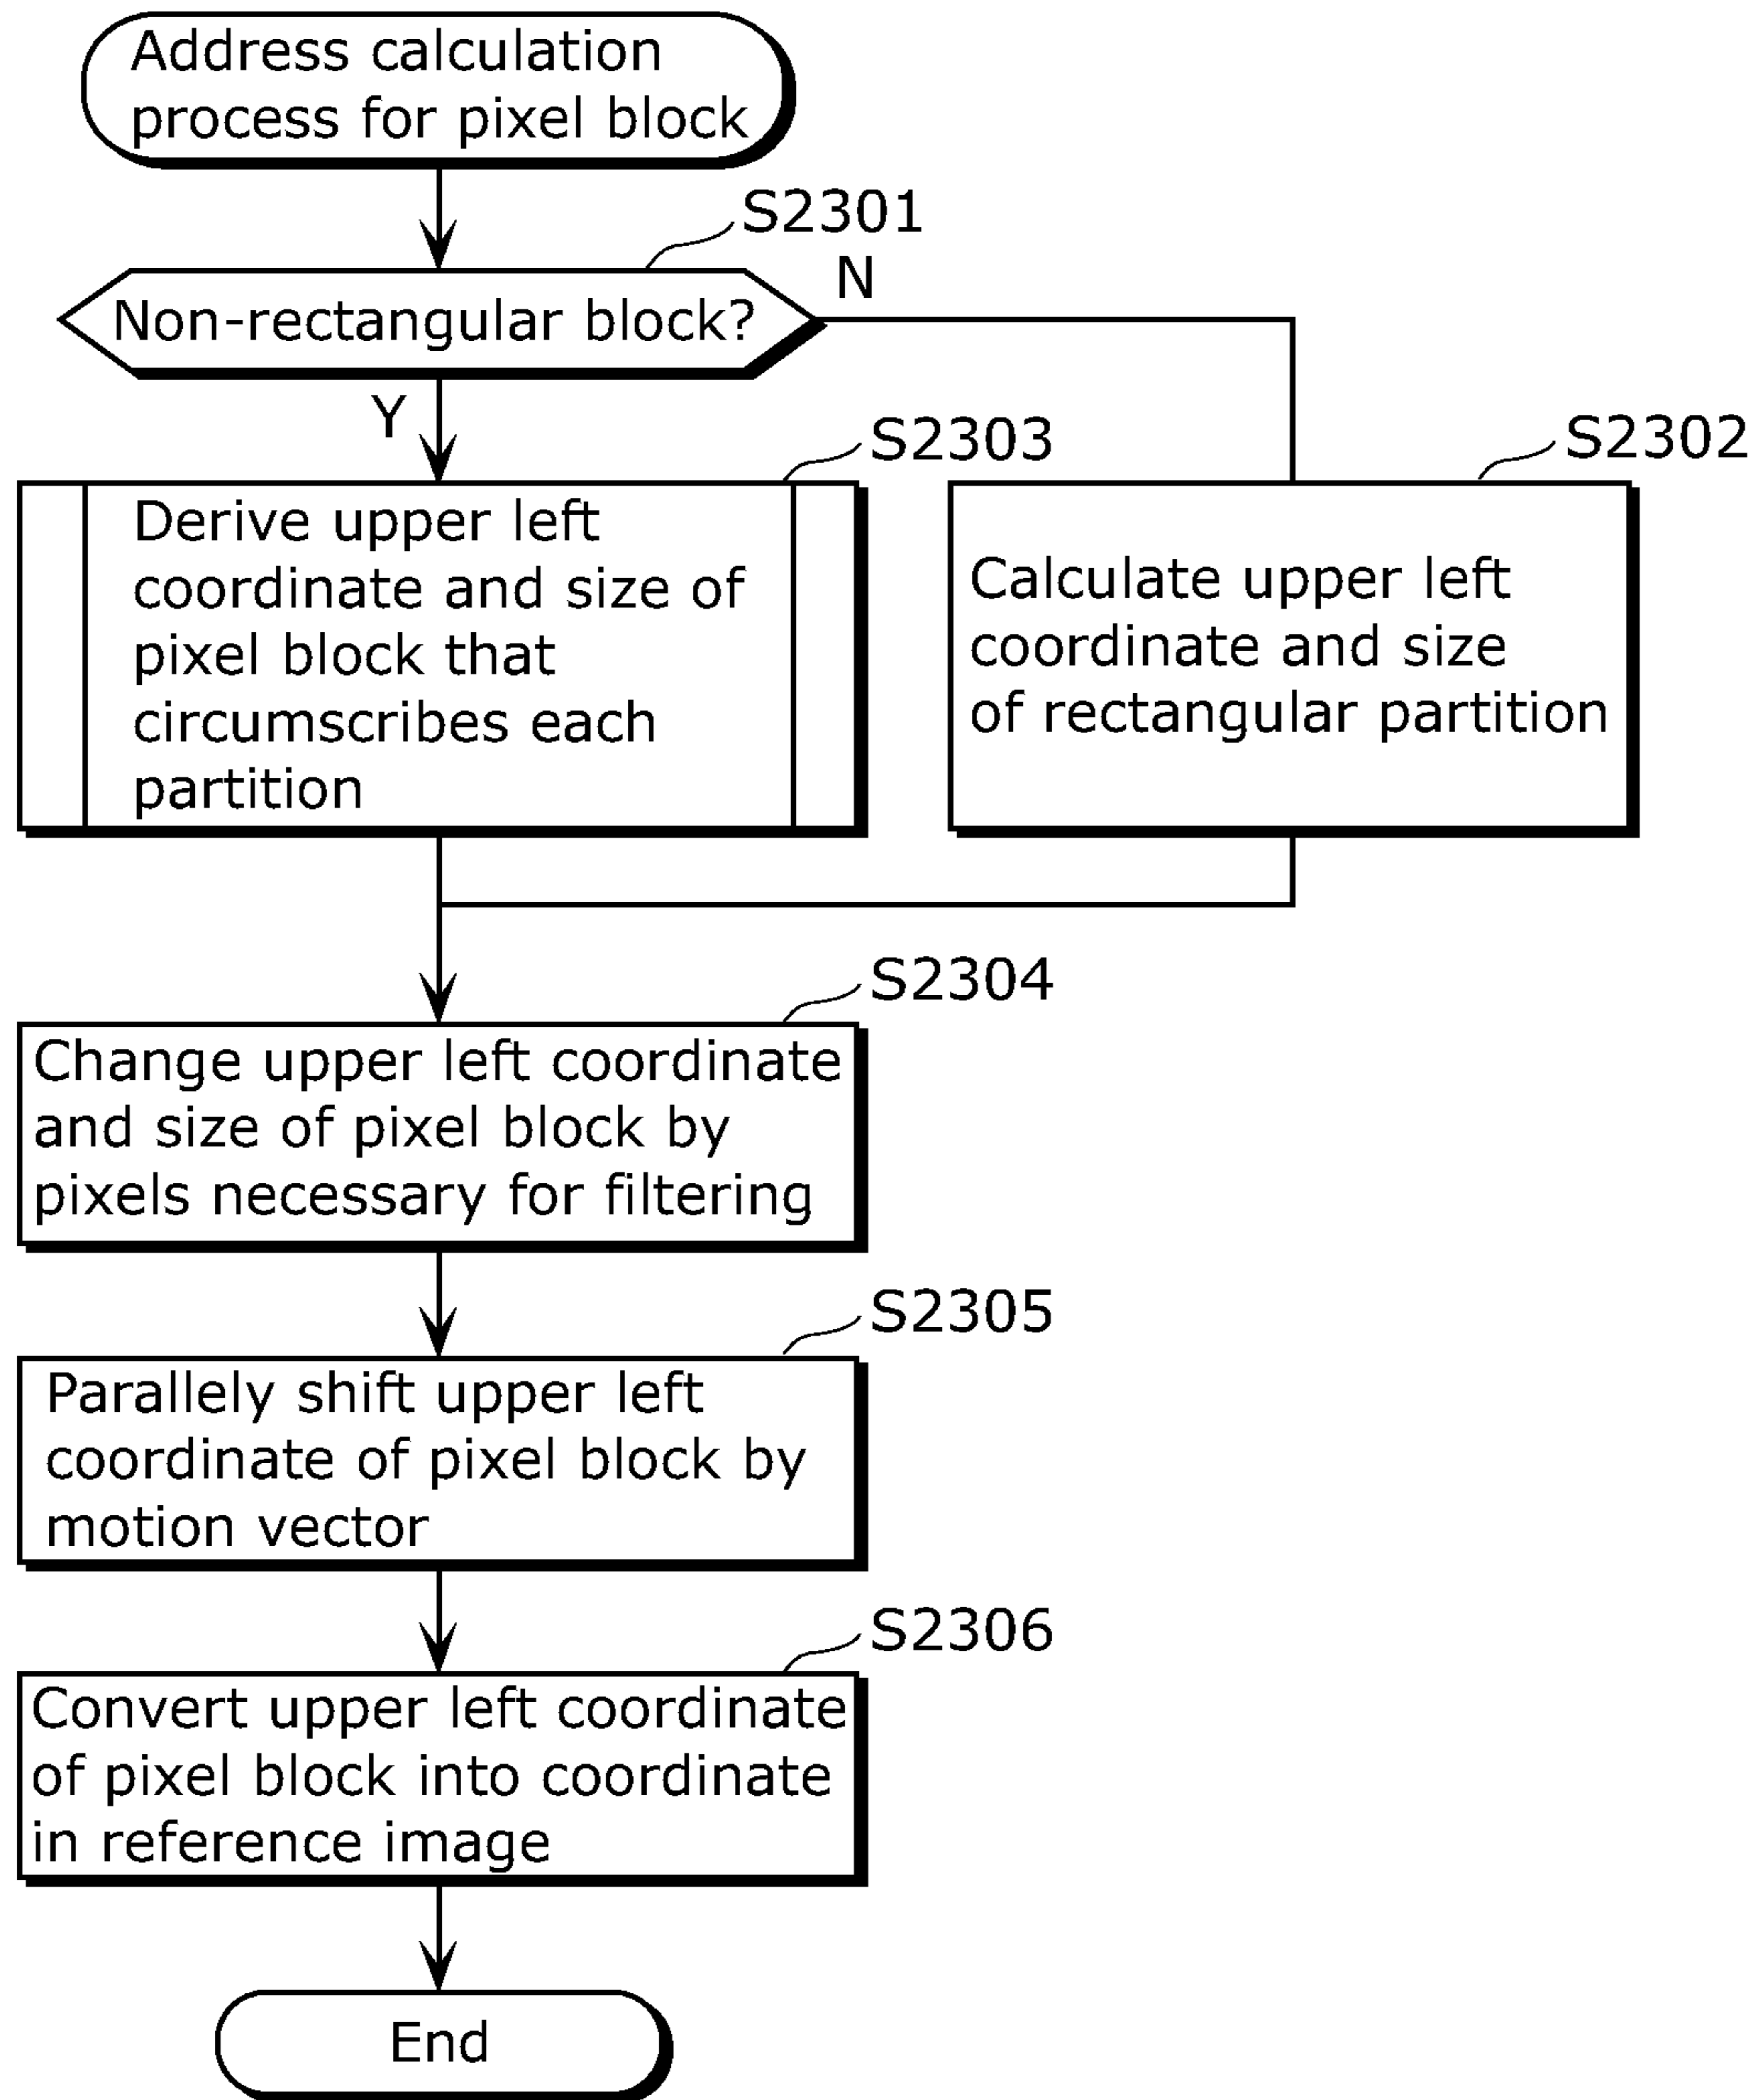 Address calculation
process for pixel block
S2301
Non-rectangular block?
N
Y
S2303
Derive upper left
coordinate and size of
pixel block that
circumscribes each
partition
S2302
Calculate upper left
coordinate and size
of rectangular partition
S2304
Change upper left coordinate
and size of pixel block by
pixels necessary for filtering
S2305
Parallely shift upper left
coordinate of pixel block by
motion vector
S2306
Convert upper left coordinate
of pixel block into coordinate
in reference image
End